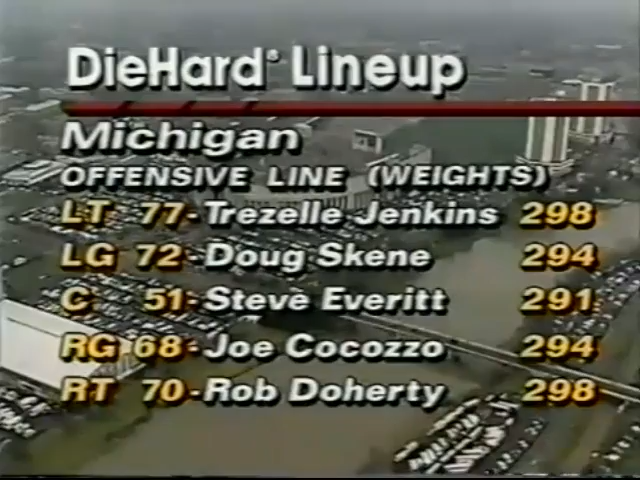 DieHard® Lineup
Michigan
OFFENSIVE LINE (WEIGHTS)
LT 77-Trezelle Jenkins 298
LG 72-Doug Skene 294
C 51-Steve Everitt 291
RG 68-Joe Cocozzo 294
RT 70-Rob Doherty 298